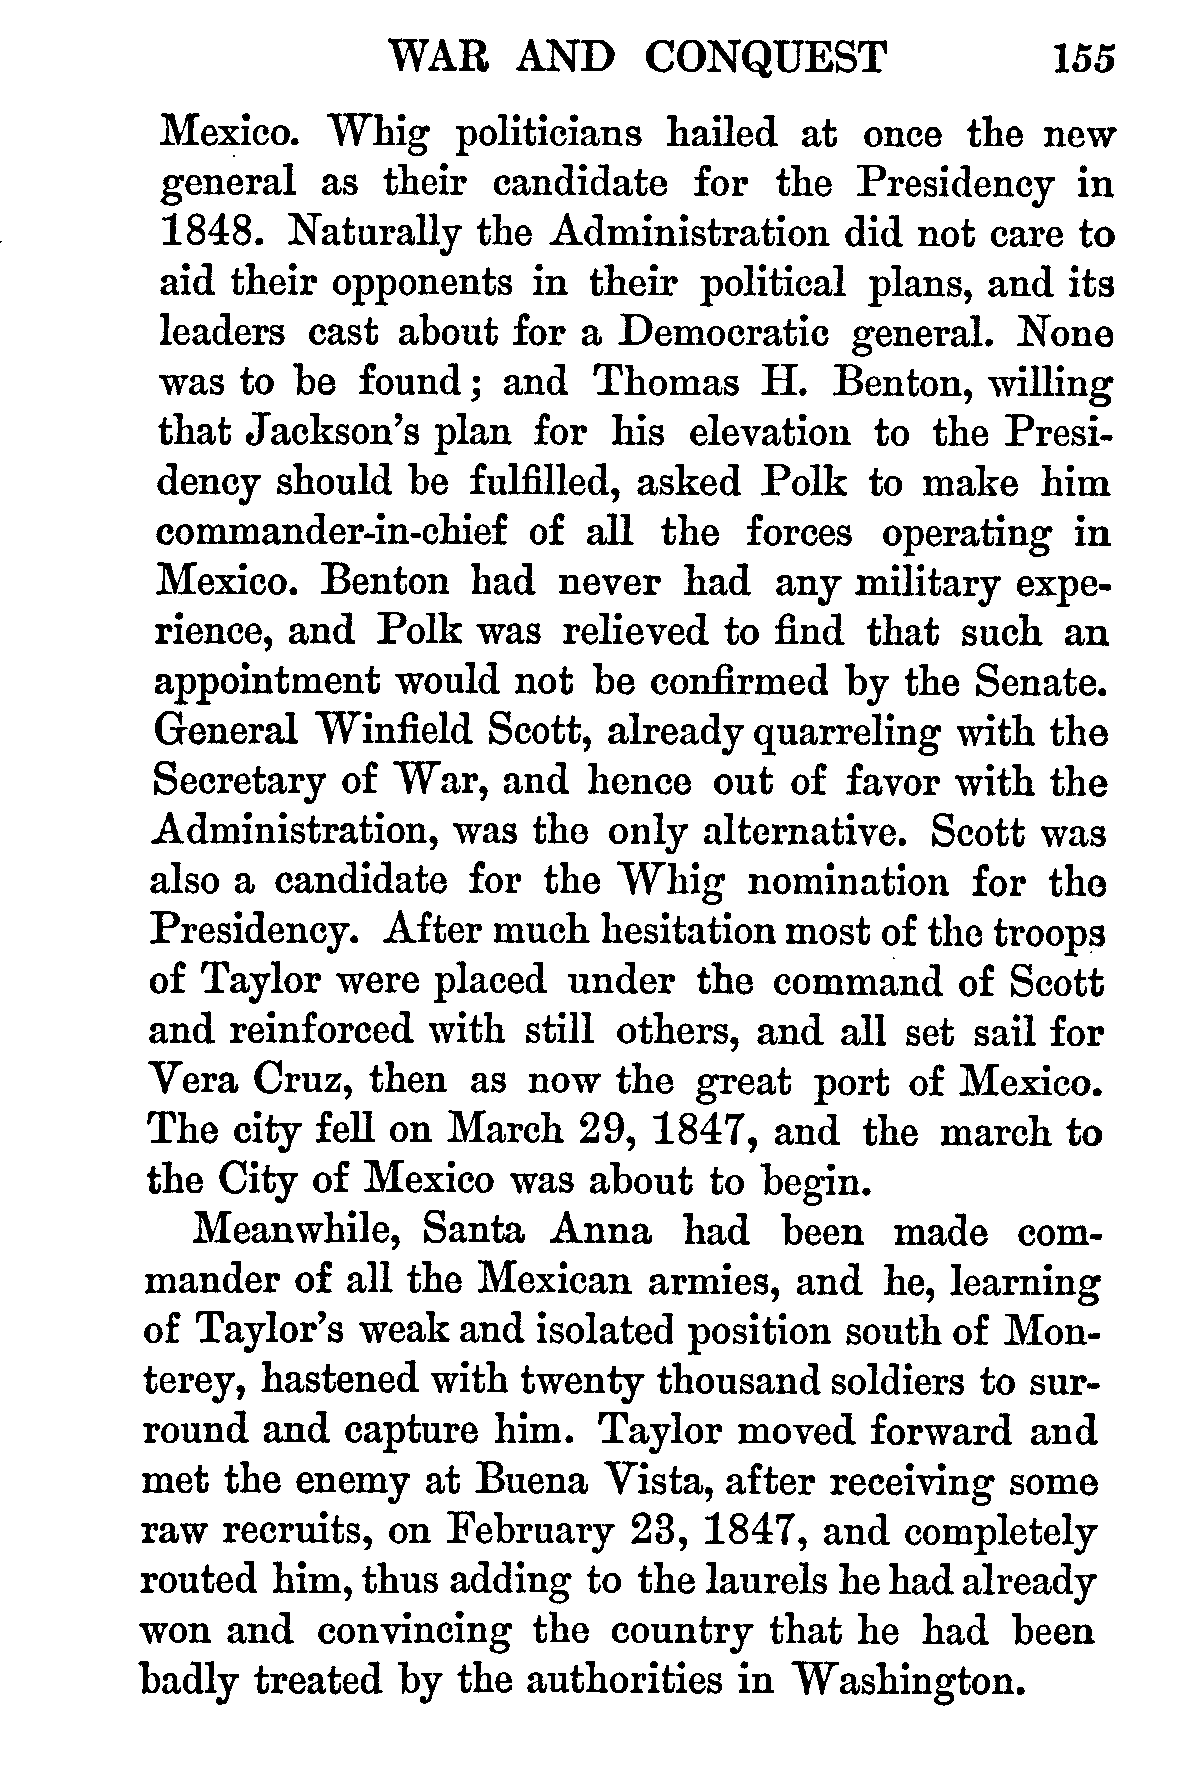 WAR AND CONQUEST 155
Mexico. Whig politicians hailed at once the new
general as their candidate for the Presidency in
1848. Naturally the Administration did not care to
aid their opponents in their political plans, and its
leaders cast about for a Democratic general. None
was to be found; and Thomas H. Benton, willing
that Jackson's plan for his elevation to the Presi-
dency should be fulfilled, asked Polk to make him
commander-in-chief of all the forces operating in
Mexico. Benton had never had any military expe-
rience, and Polk was relieved to find that such an
appointment would not be confirmed by the Senate.
General Winfield Scott, already quarreling with the
Secretary of War, and hence out of favor with the
Administration, was the only alternative. Scott was
also a candidate for the Whig nomination for the
Presidency. After much hesitation most of the troops
of Taylor were placed under the command of Scott
and reinforced with still others, and all set sail for
Vera Cruz, then as now the great port of Mexico.
The city fell on March 29, 1847, and the march to
the City of Mexico was about to begin.
Meanwhile, Santa Anna had been made com-
mander of all the Mexican armies, and he, learning
of Taylor's weak and isolated position south of Mon-
terey, hastened with twenty thousand soldiers to sur-
round and capture him. Taylor moved forward and
met the enemy at Buena Vista, after receiving some
raw recruits, on February 23, 1847, and completely
routed him, thus adding to the laurels he had already
won and convincing the country that he had been
badly treated by the authorities in Washington.